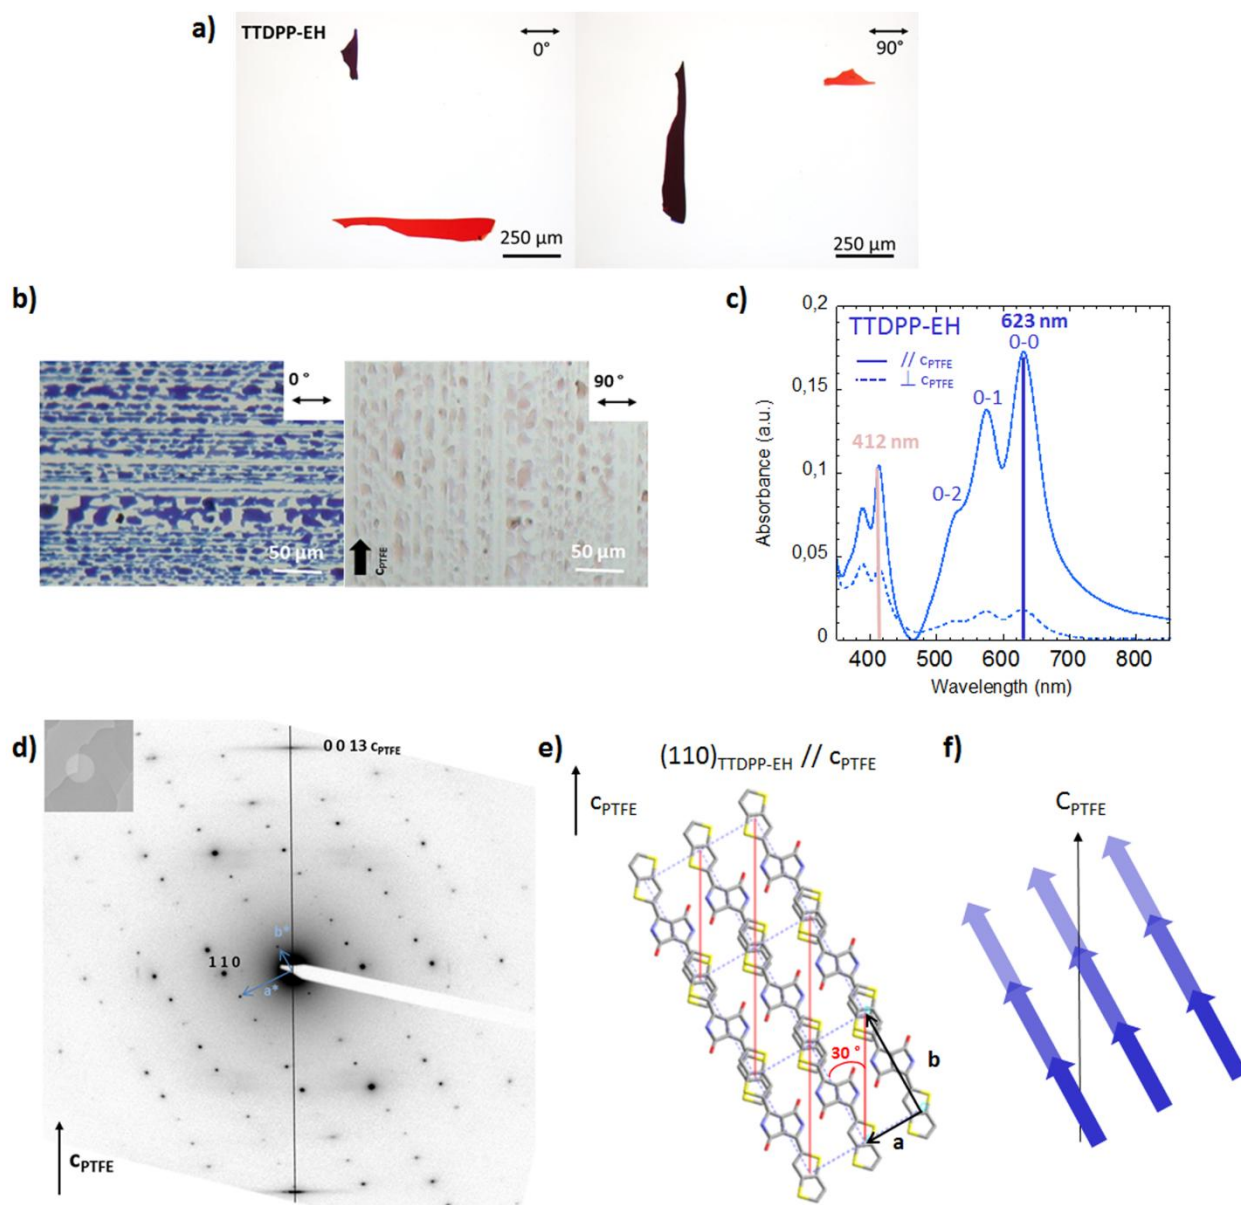 a)
TTDPP-EH
0°
250 µm
90°
250 µm
b)
0 °
50 µm
90 °
cPTFE
50 µm
c)
0,2
0,15
0,1
0,05
0
Absorbance (a.u.)
TTDPP-EH
// cPTFE
⊥ cPTFE
623 nm
0-0
0-1
412 nm
0-2
400 500 600 700 800
Wavelength (nm)
d)
0 0 13 cPTFE
b*
1 1 0
a*
cPTFE
e)
(110)TTDPP-EH // cPTFE
cPTFE
30 °
b
a
f)
CPTFE